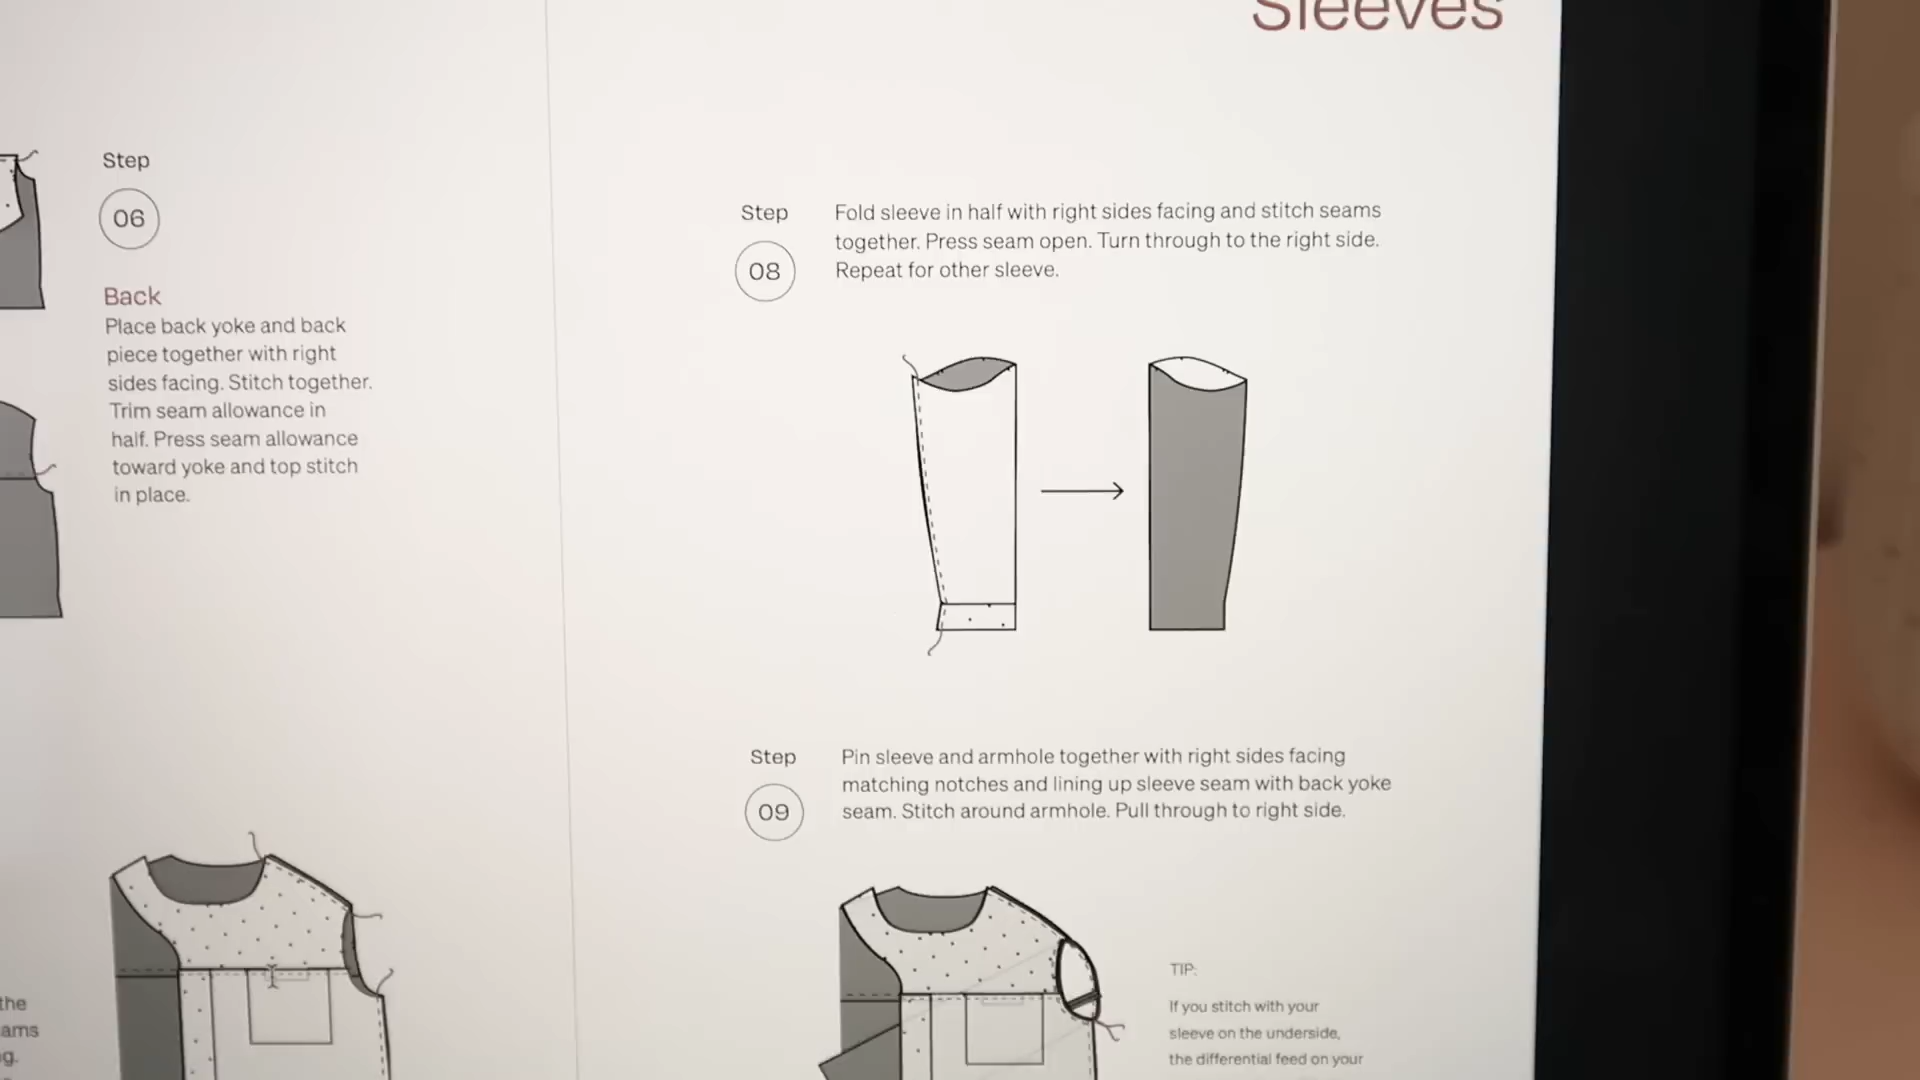 Sleeves
Step
06
Back
Place back yoke and back
piece together with right
sides facing. Stitch together.
Trim seam allowance in
half. Press seam allowance
toward yoke and top stitch
in place.
the
ams
g.
Step
08
Fold sleeve in half with right sides facing and stitch seams
together. Press seam open. Turn through to the right side.
Repeat for other sleeve.
Step
09
Pin sleeve and armhole together with right sides facing
matching notches and lining up sleeve seam with back yoke
seam. Stitch around armhole. Pull through to right side.
TIP:
If you stitch with your
sleeve on the underside,
the differential feed on your